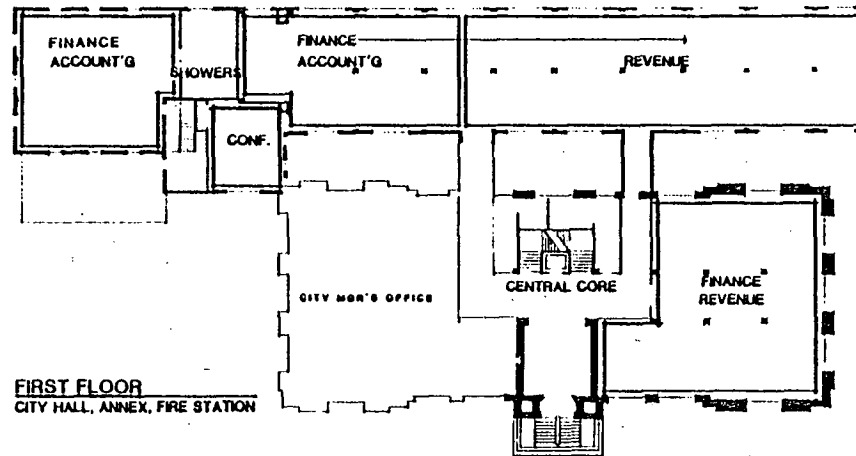 FINANCE
ACCOUNT'G
SHOWERS
FINANCE
ACCOUNT'G
REVENUE
CONF.
CENTRAL CORE
CITY MGR'S OFFICE
FINANCE
REVENUE
FIRST FLOOR
CITY HALL, ANNEX, FIRE STATION